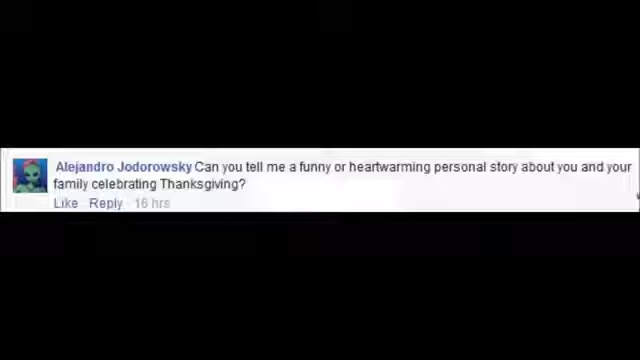 Alejandro Jodorowsky Can you tell me a funny or heartwarming personal story about you and your
family celebrating Thanksgiving?
Like · Reply · 16 hrs